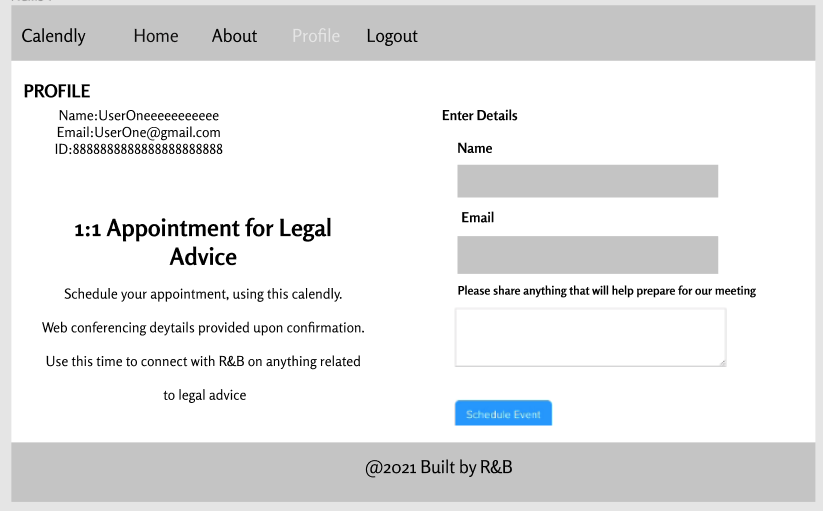 Calendly Home About Profile Logout
PROFILE
Name:UserOneeeeeeeeeee
Email:UserOne@gmail.com
ID:8888888888888888888888
1:1 Appointment for Legal
Advice
Schedule your appointment, using this calendly.
Web conferencing deytails provided upon confirmation.
Use this time to connect with R&B on anything related
to legal advice
Enter Details
Name
Email
Please share anything that will help prepare for our meeting
Schedule Event
@2021 Built by R&B